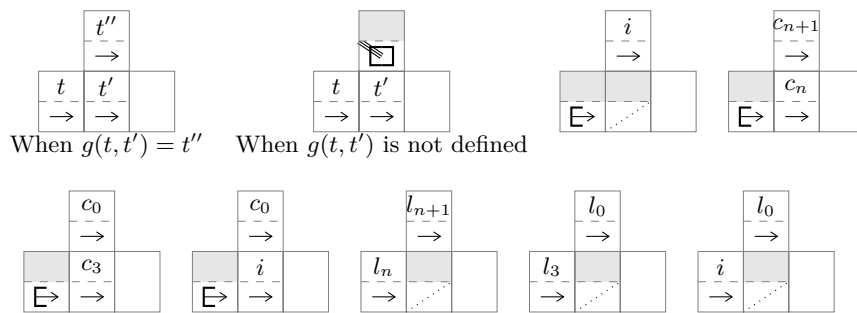 t''
t t'
When g(t, t') = t''
t t'
When g(t, t') is not defined
i
c_{n+1}
c_n
c_0
c_3
c_0
i
l_{n+1}
l_n
l_0
l_3
l_0
i